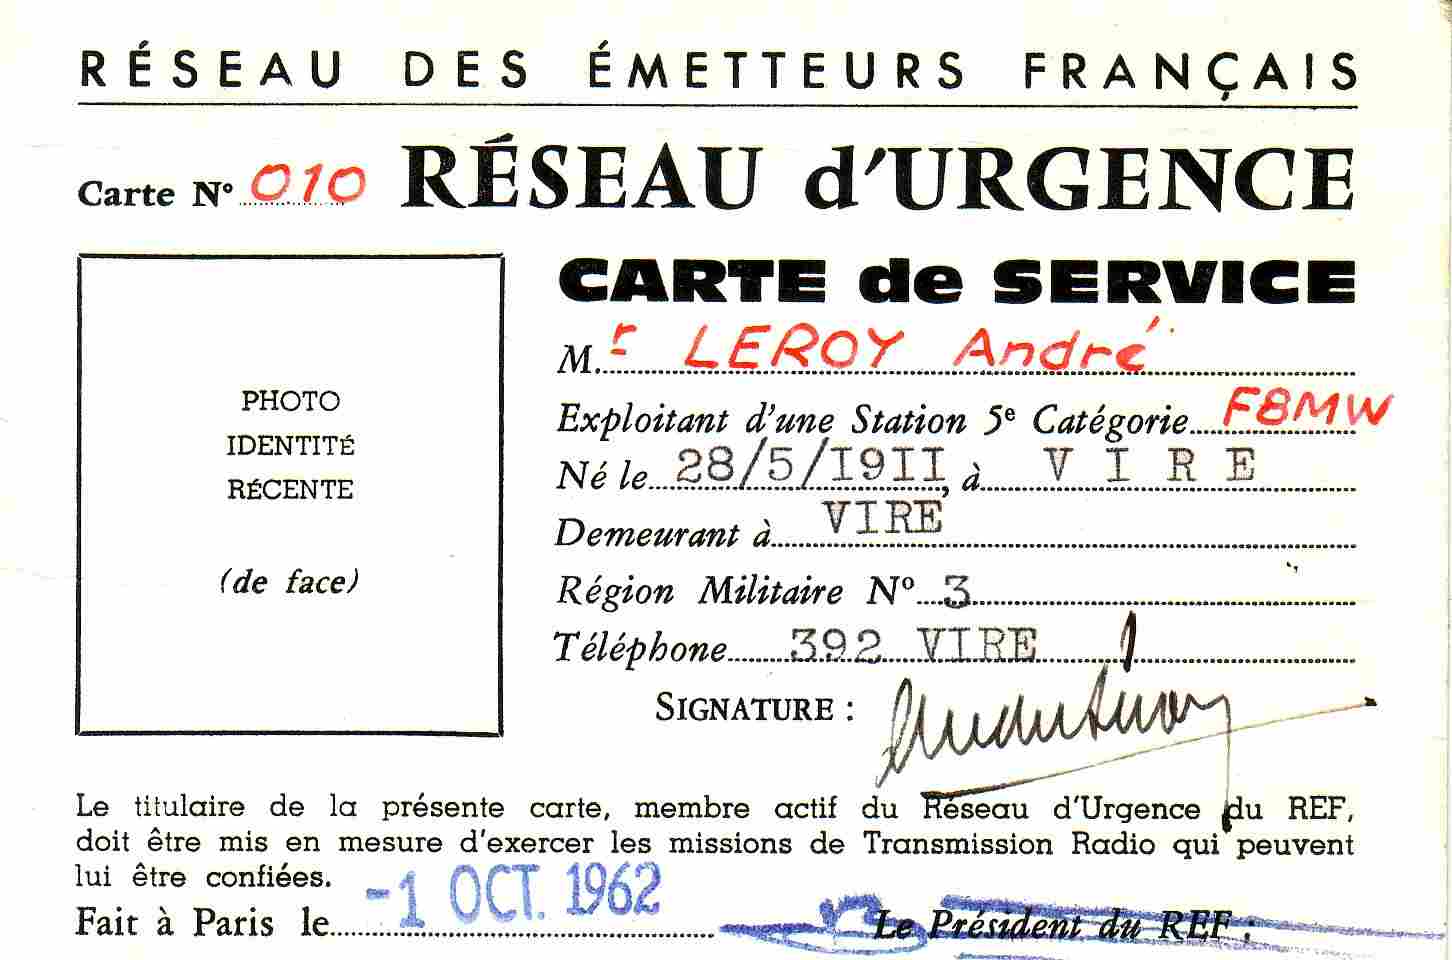 RÉSEAU DES ÉMETTEURS FRANÇAIS
Carte N° 010 RÉSEAU d'URGENCE
CARTE de SERVICE
M. r LEROY André
Exploitant d'une Station 5e Catégorie F8MW
Né le 28/5/1911, à VIRE
Demeurant à VIRE
Région Militaire N° 3
Téléphone 392 VIRE
SIGNATURE :
PHOTO
IDENTITÉ
RÉCENTE
(de face)
Le titulaire de la présente carte, membre actif du Réseau d'Urgence du REF,
doit être mis en mesure d'exercer les missions de Transmission Radio qui peuvent
lui être confiées.
Fait à Paris le -1 OCT. 1962 Le Président du REF :